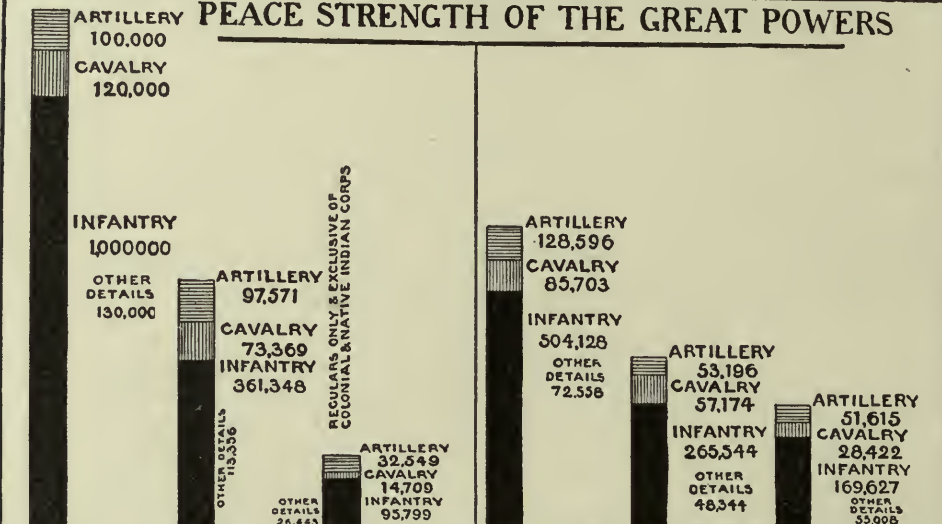 PEACE STRENGTH OF THE GREAT POWERS
ARTILLERY
100,000
CAVALRY
120,000
INFANTRY
1,000000
OTHER
DETAILS
130,000
ARTILLERY
97,571
CAVALRY
73,369
INFANTRY
361,348
OTHER DETAILS
REGULARS ONLY & EXCLUSIVE OF
COLONIAL & NATIVE INDIAN CORPS
ARTILLERY
32,549
CAVALRY
14,709
INFANTRY
95,799
OTHER
DETAILS
ARTILLERY
128,596
CAVALRY
85,703
INFANTRY
504,128
OTHER
DETAILS
72.558
ARTILLERY
53,196
CAVALRY
57,174
INFANTRY
265,544
OTHER
DETAILS
48,344
ARTILLERY
51,615
CAVALRY
28,422
INFANTRY
169,627
OTHER
DETAILS
55,008